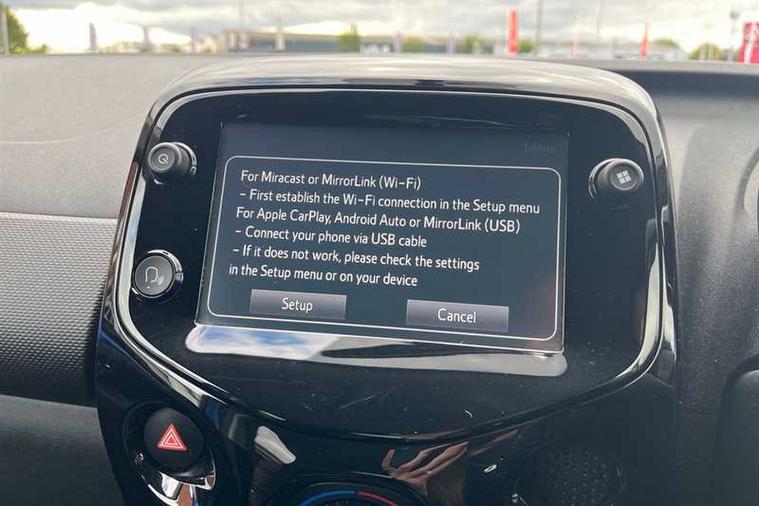 Menu
For Miracast or MirrorLink (Wi-Fi)
- First establish the Wi-Fi connection in the Setup menu
For Apple CarPlay, Android Auto or MirrorLink (USB)
- Connect your phone via USB cable
- If it does not work, please check the settings
in the Setup menu or on your device
Setup
Cancel